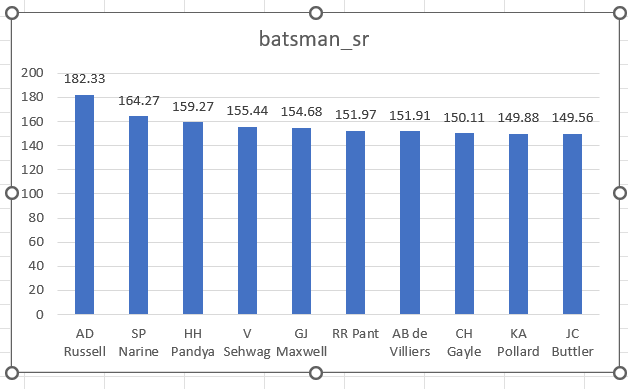 batsman_sr
200
180
160
140
120
100
80
60
40
20
0
182.33
164.27
159.27
155.44
154.68
151.97
151.91
150.11
149.88
149.56
AD
Russell
SP
Narine
HH
Pandya
V
Sehwag
GJ
Maxwell
RR Pant
AB de
Villiers
CH
Gayle
KA
Pollard
JC
Buttler